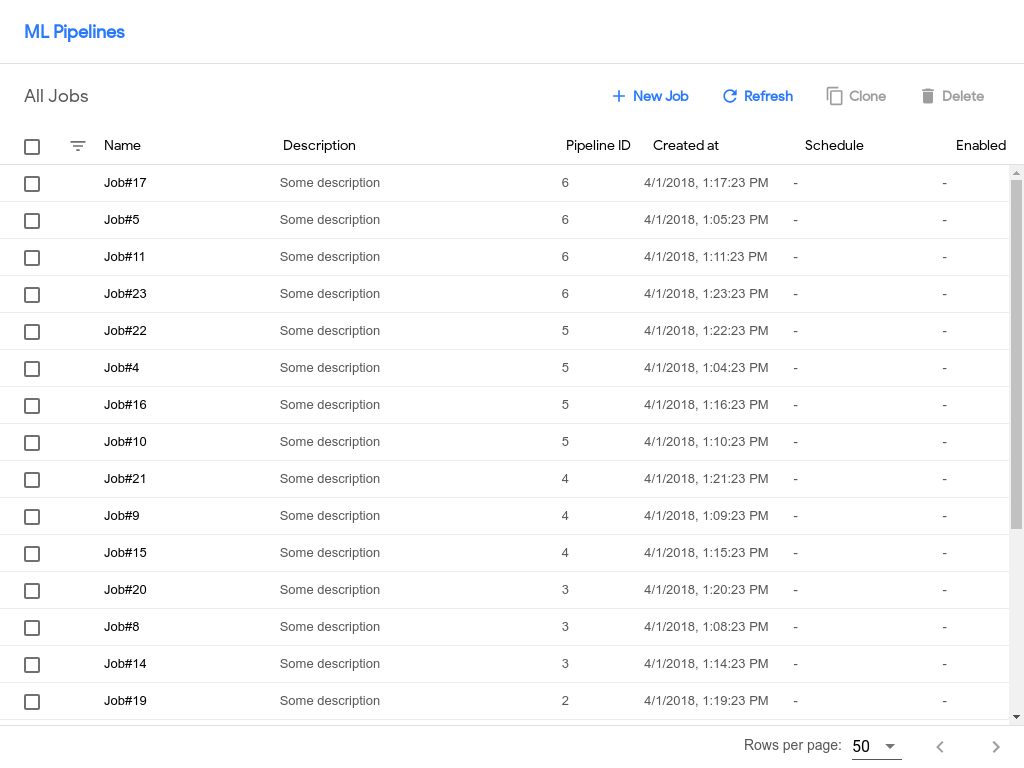 ML Pipelines
All Jobs New Job Refresh Clone Delete
Name Description Pipeline ID Created at Schedule Enabled
Job#17 Some description 6 4/1/2018, 1:17:23 PM - -
Job#5 Some description 6 4/1/2018, 1:05:23 PM - -
Job#11 Some description 6 4/1/2018, 1:11:23 PM - -
Job#23 Some description 6 4/1/2018, 1:23:23 PM - -
Job#22 Some description 5 4/1/2018, 1:22:23 PM - -
Job#4 Some description 5 4/1/2018, 1:04:23 PM - -
Job#16 Some description 5 4/1/2018, 1:16:23 PM - -
Job#10 Some description 5 4/1/2018, 1:10:23 PM - -
Job#21 Some description 4 4/1/2018, 1:21:23 PM - -
Job#9 Some description 4 4/1/2018, 1:09:23 PM - -
Job#15 Some description 4 4/1/2018, 1:15:23 PM - -
Job#20 Some description 3 4/1/2018, 1:20:23 PM - -
Job#8 Some description 3 4/1/2018, 1:08:23 PM - -
Job#14 Some description 3 4/1/2018, 1:14:23 PM - -
Job#19 Some description 2 4/1/2018, 1:19:23 PM - -
Rows per page: 50